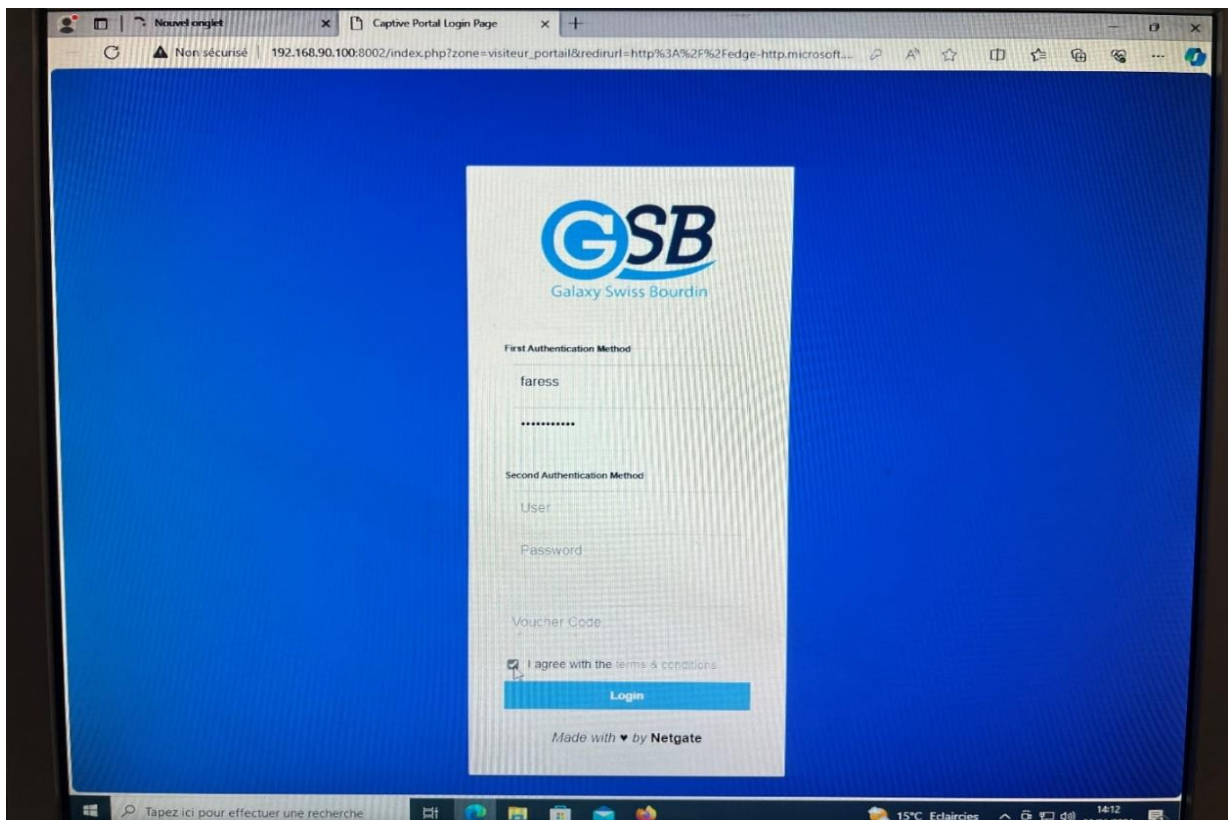 Nouvel onglet
Captive Portal Login Page
Non sécurisé
192.168.90.100:8002/index.php?zone=visiteur_portail&redirurl=http%3A%2F%2Fedge-http.microsoft....
GSB
Galaxy Swiss Bourdin
First Authentication Method
faress
•••••••••••
Second Authentication Method
User
Password
Voucher Code
I agree with the terms & conditions
Login
Made with ♥ by Netgate
Tapez ici pour effectuer une recherche
15°C Eclaircies
14:12